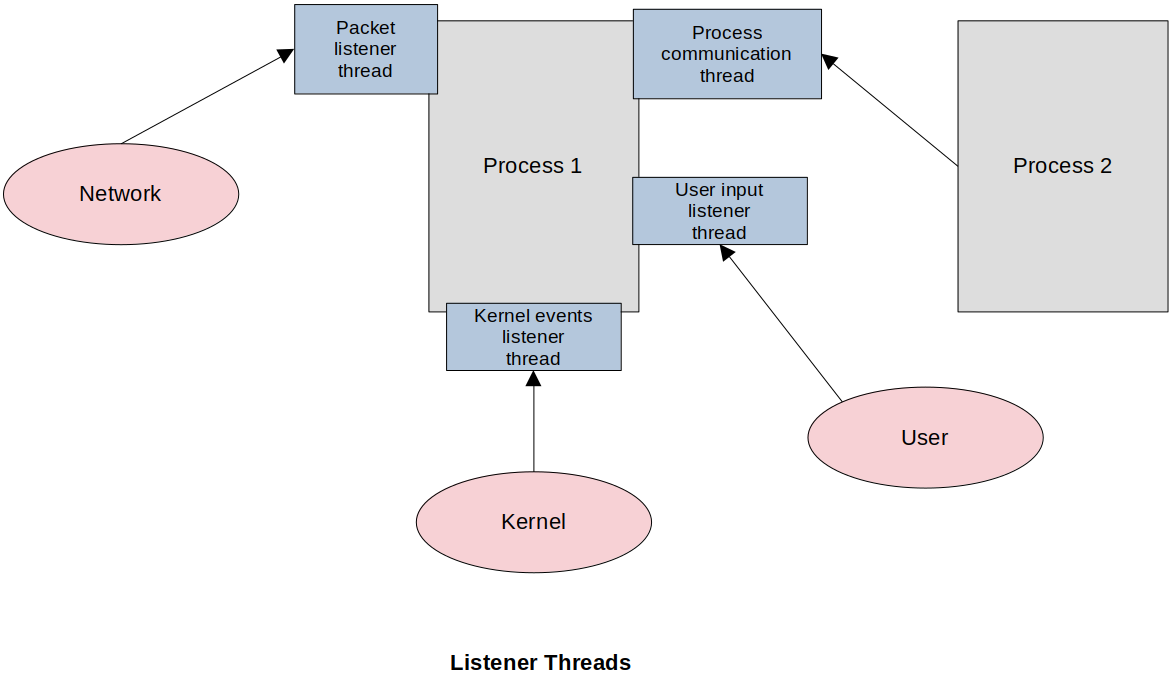 Packet
listener
thread
Process
communication
thread
Process 1
Process 2
Network
User input
listener
thread
Kernel events
listener
thread
User
Kernel
Listener Threads